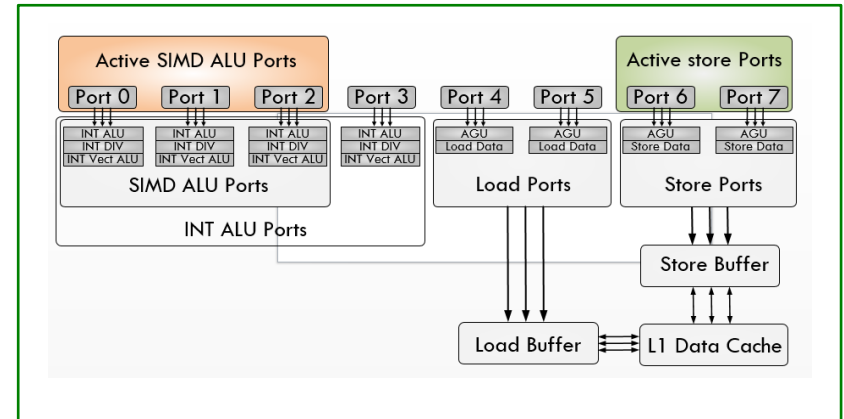 Active SIMD ALU Ports
Active store Ports
Port 0 Port 1 Port 2 Port 3 Port 4 Port 5 Port 6 Port 7
INT ALU INT ALU INT ALU INT ALU AGU AGU AGU AGU
INT DIV INT DIV INT DIV INT DIV Load Data Load Data Store Data Store Data
INT Vect ALU INT Vect ALU INT Vect ALU INT Vect ALU
SIMD ALU Ports
Load Ports
Store Ports
INT ALU Ports
Store Buffer
Load Buffer
L1 Data Cache